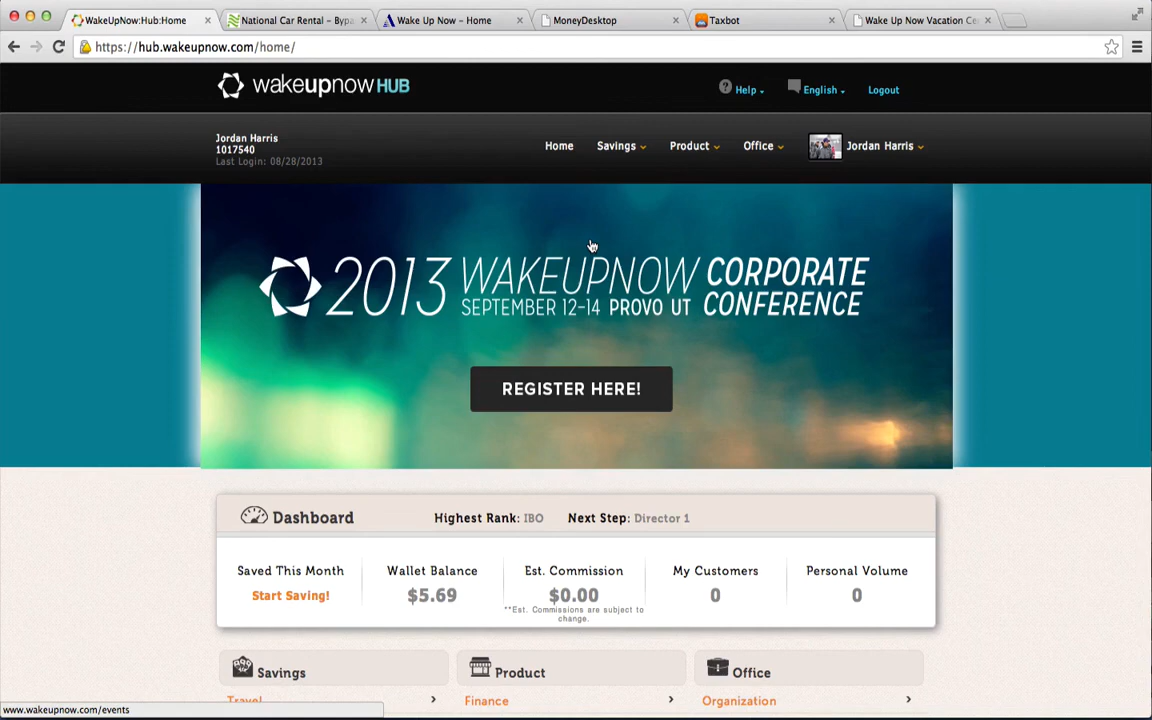 WakeUpNow:Hub:Home
National Car Rental – Bypa
Wake Up Now – Home
MoneyDesktop
Taxbot
Wake Up Now Vacation Ce
https://hub.wakeupnow.com/home/
wakeupnow HUB
Help
English
Logout
Jordan Harris
1017540
Last Login: 08/28/2013
Home
Savings
Product
Office
Jordan Harris
2013 WAKEUPNOW CORPORATE
SEPTEMBER 12–14 PROVO UT CONFERENCE
REGISTER HERE!
Dashboard
Highest Rank: IBO
Next Step: Director 1
Saved This Month
Start Saving!
Wallet Balance
$5.69
Est. Commission
$0.00
**Est. Commissions are subject to
change.
My Customers
0
Personal Volume
0
Savings
Product
Office
Travel
Finance
Organization
www.wakeupnow.com/events